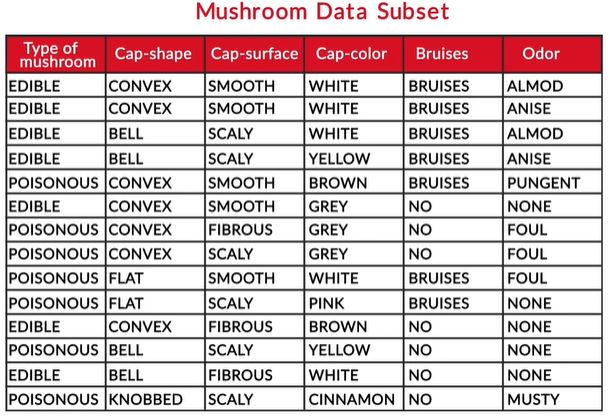 Mushroom Data Subset
Type of mushroom Cap-shape Cap-surface Cap-color Bruises Odor
EDIBLE CONVEX SMOOTH WHITE BRUISES ALMOD
EDIBLE CONVEX SMOOTH WHITE BRUISES ANISE
EDIBLE BELL SCALY WHITE BRUISES ALMOD
EDIBLE BELL SCALY YELLOW BRUISES ANISE
POISONOUS CONVEX SMOOTH BROWN BRUISES PUNGENT
EDIBLE CONVEX SMOOTH GREY NO NONE
POISONOUS CONVEX FIBROUS GREY NO FOUL
POISONOUS CONVEX SCALY GREY NO FOUL
POISONOUS FLAT SMOOTH WHITE BRUISES FOUL
POISONOUS FLAT SCALY PINK BRUISES NONE
EDIBLE CONVEX FIBROUS BROWN NO NONE
POISONOUS BELL SCALY YELLOW NO NONE
EDIBLE BELL FIBROUS WHITE NO NONE
POISONOUS KNOBBED SCALY CINNAMON NO MUSTY